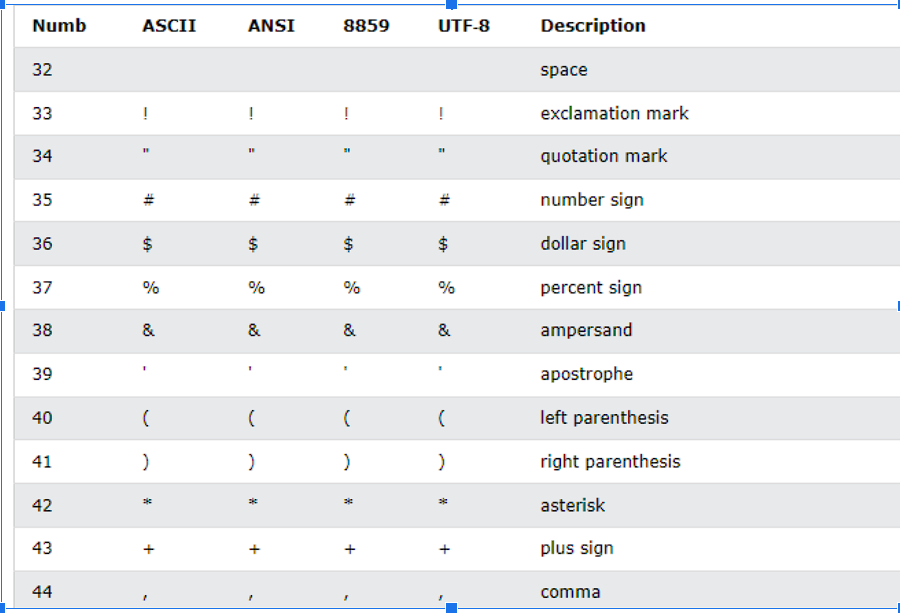 Numb ASCII ANSI 8859 UTF-8 Description
32 space
33 ! ! ! ! exclamation mark
34 " " " " quotation mark
35 # # # # number sign
36 $ $ $ $ dollar sign
37 % % % % percent sign
38 & & & & ampersand
39 ' ' ' ' apostrophe
40 ( ( ( ( left parenthesis
41 ) ) ) ) right parenthesis
42 * * * * asterisk
43 + + + + plus sign
44 , , , , comma